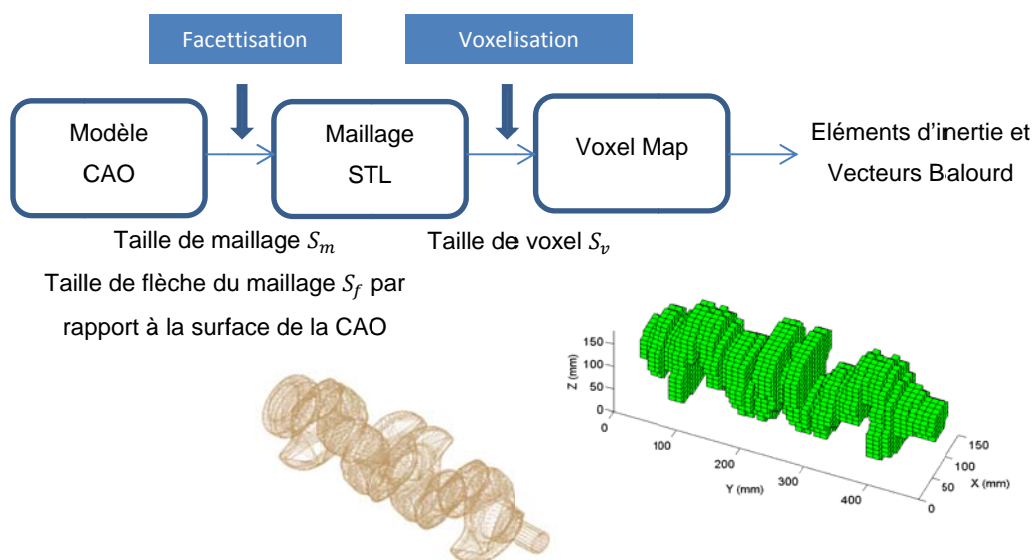 Facettisation
Voxelisation
Modèle
CAO
Maillage
STL
Voxel Map
Eléments d'inertie et
Vecteurs Balourd
Taille de maillage S_m
Taille de flèche du maillage S_f par
rapport à la surface de la CAO
Taille de voxel S_v
150
100
50
0
Z (mm)
0
100
200
300
400
Y (mm)
0
50
100
150
X (mm)